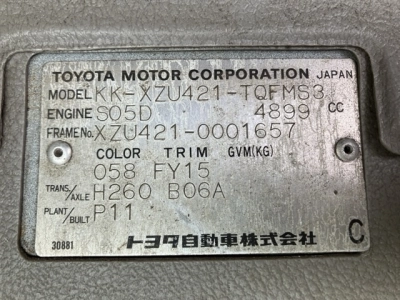 TOYOTA MOTOR CORPORATION JAPAN
MODEL KK-XZU421-TQFMS3
ENGINE S05D 4899 CC
FRAME No. XZU421-0001657
COLOR TRIM GVM(KG)
058 FY15
TRANS/AXLE H260 B06A
PLANT/BUILT P11
30881 トヨタ自動車株式会社 C